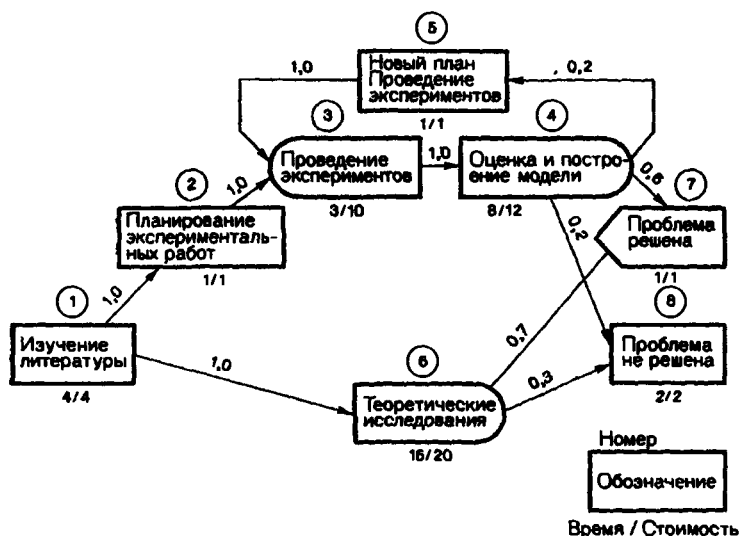 5
Новый план
Проведение
экспериментов
1/1
1,0
0,2
3
Проведение
экспериментов
3/10
1,0
4
Оценка и постро-
ение модели
8/12
0,6
0,2
2
Планирование
эксперименталь-
ных работ
1/1
1,0
7
Проблема
решена
1/1
1
Изучение
литературы
4/4
1,0
1,0
6
Теоретические
исследования
16/20
0,7
0,3
8
Проблема
не решена
2/2
Номер
Обозначение
Время / Стоимость